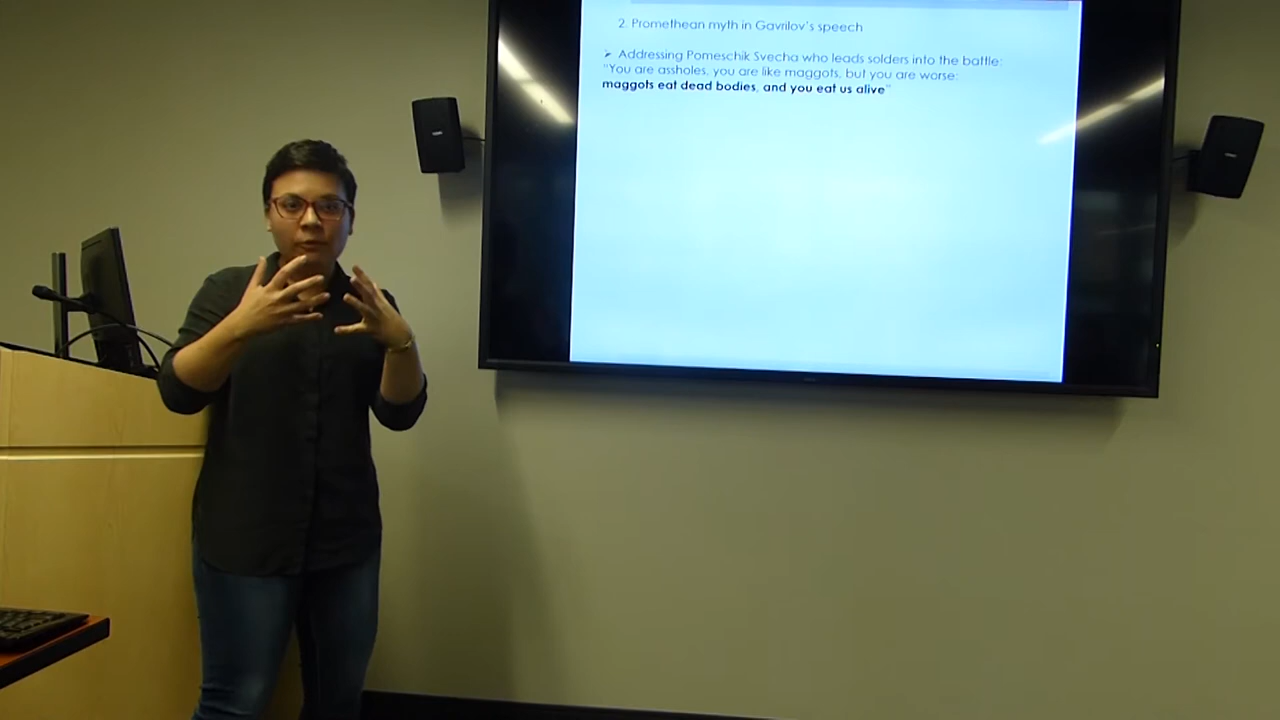 2. Promethean myth in Gavrilov's speech
➢ Addressing Pomeschik Svecha who leads solders into the battle:
"You are assholes, you are like maggots, but you are worse:
maggots eat dead bodies, and you eat us alive"